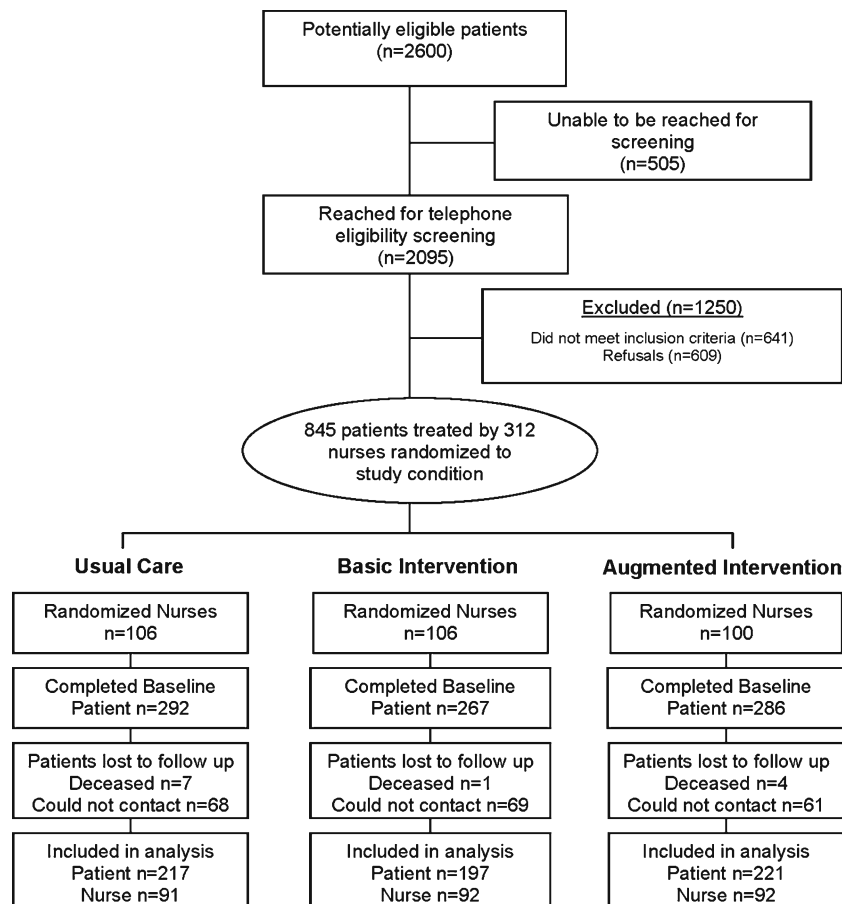 Potentially eligible patients
(n=2600)
Unable to be reached for
screening
(n=505)
Reached for telephone
eligibility screening
(n=2095)
Excluded (n=1250)
Did not meet inclusion criteria (n=641)
Refusals (n=609)
845 patients treated by 312
nurses randomized to
study condition
Usual Care
Randomized Nurses
n=106
Completed Baseline
Patient n=292
Patients lost to follow up
Deceased n=7
Could not contact n=68
Included in analysis
Patient n=217
Nurse n=91
Basic Intervention
Randomized Nurses
n=106
Completed Baseline
Patient n=267
Patients lost to follow up
Deceased n=1
Could not contact n=69
Included in analysis
Patient n=197
Nurse n=92
Augmented Intervention
Randomized Nurses
n=100
Completed Baseline
Patient n=286
Patients lost to follow up
Deceased n=4
Could not contact n=61
Included in analysis
Patient n=221
Nurse n=92